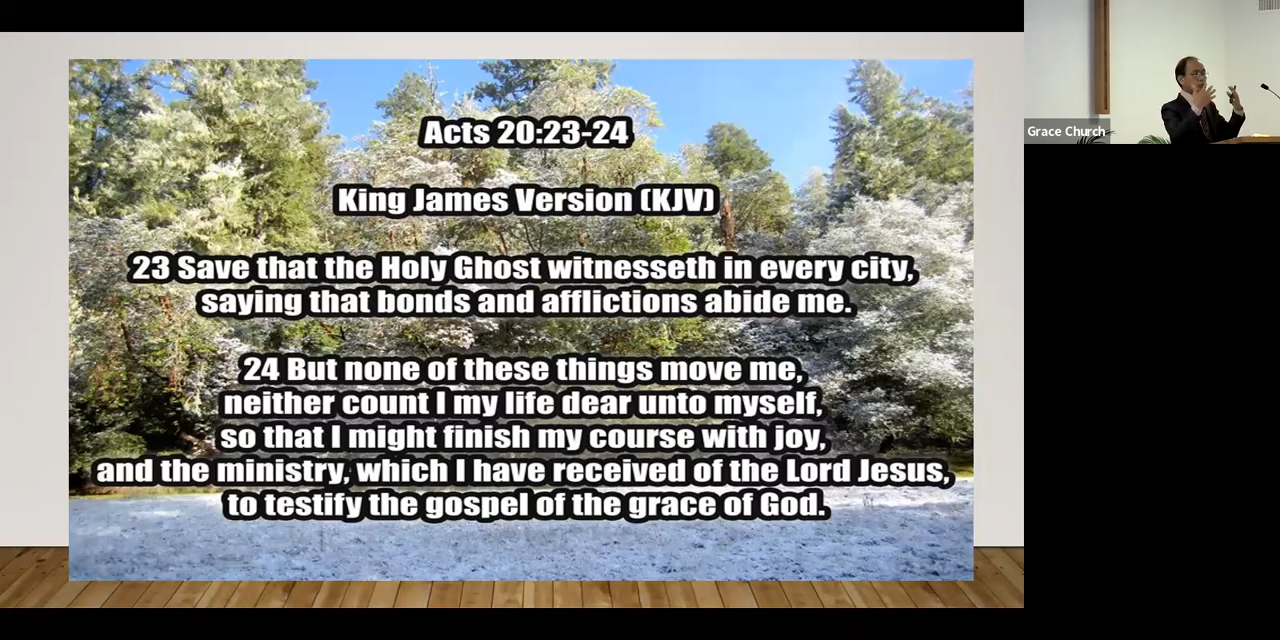 Acts 20:23-24
King James Version (KJV)
23 Save that the Holy Ghost witnesseth in every city,
saying that bonds and afflictions abide me.
24 But none of these things move me,
neither count I my life dear unto myself,
so that I might finish my course with joy,
and the ministry, which I have received of the Lord Jesus,
to testify the gospel of the grace of God.
Grace Church